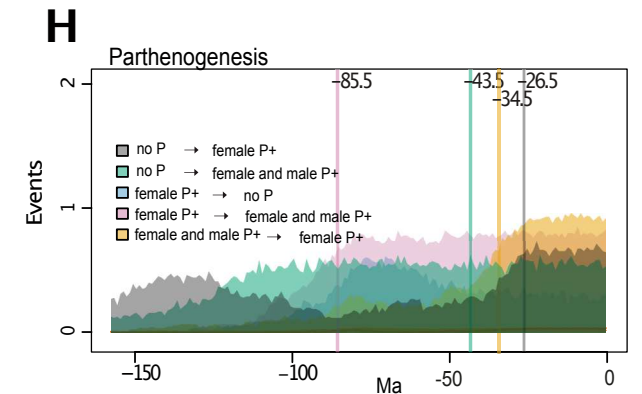 H
Parthenogenesis
−85.5
−43.5
−26.5
−34.5
2
1
0
Events
no P → female P+
no P → female and male P+
female P+ → no P
female P+ → female and male P+
female and male P+ → female P+
−150
−100
-50
0
Ma